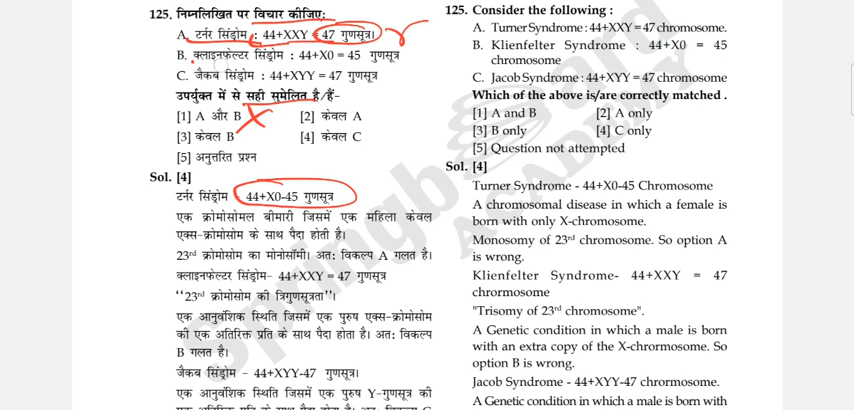 125. निम्नलिखित पर विचार कीजिएः
A. टर्नर सिंड्रोम : 44+XXY = 47 गुणसूत्र।
B. क्लाइनफेल्टर सिंड्रोम : 44+X0 = 45 गुणसूत्र
C. जैकब सिंड्रोम : 44+XYY = 47 गुणसूत्र
उपर्युक्त में से सही सुमेलित है/हैं-
[1] A और B [2] केवल A
[3] केवल B [4] केवल C
[5] अनुत्तरित प्रश्न
Sol. [4]
टर्नर सिंड्रोम 44+X0-45 गुणसूत्र
एक क्रोमोसोमल बीमारी जिसमें एक महिला केवल
एक्स-क्रोमोसोम के साथ पैदा होती है।
23rd क्रोमोसोम का मोनोसॉमी। अतः विकल्प A गलत है।
क्लाइनफेल्टर सिंड्रोम- 44+XXY = 47 गुणसूत्र
‘‘23rd क्रोमोसोम की त्रिगुणसूत्रता’’।
एक आनुवंशिक स्थिति जिसमें एक पुरुष एक्स-क्रोमोसोम
की एक अतिरिक्त प्रति के साथ पैदा होता है। अतः विकल्प
B गलत है।
जैकब सिंड्रोम - 44+XYY-47 गुणसूत्र।
एक आनुवंशिक स्थिति जिसमें एक पुरुष Y-गुणसूत्र की
125. Consider the following :
A. Turner Syndrome : 44+XXY = 47 chromosome.
B. Klienfelter Syndrome : 44+X0 = 45
chromosome
C. Jacob Syndrome : 44+XYY = 47 chromosome
Which of the above is/are correctly matched .
[1] A and B [2] A only
[3] B only [4] C only
[5] Question not attempted
Sol. [4]
Turner Syndrome - 44+X0-45 Chromosome
A chromosomal disease in which a female is
born with only X-chromosome.
Monosomy of 23rd chromosome. So option A
is wrong.
Klienfelter Syndrome- 44+XXY = 47
chrormosome
"Trisomy of 23rd chromosome".
A Genetic condition in which a male is born
with an extra copy of the X-chrormosome. So
option B is wrong.
Jacob Syndrome - 44+XYY-47 chrormosome.
A Genetic condition in which a male is born with
Springboard
ACADEMY